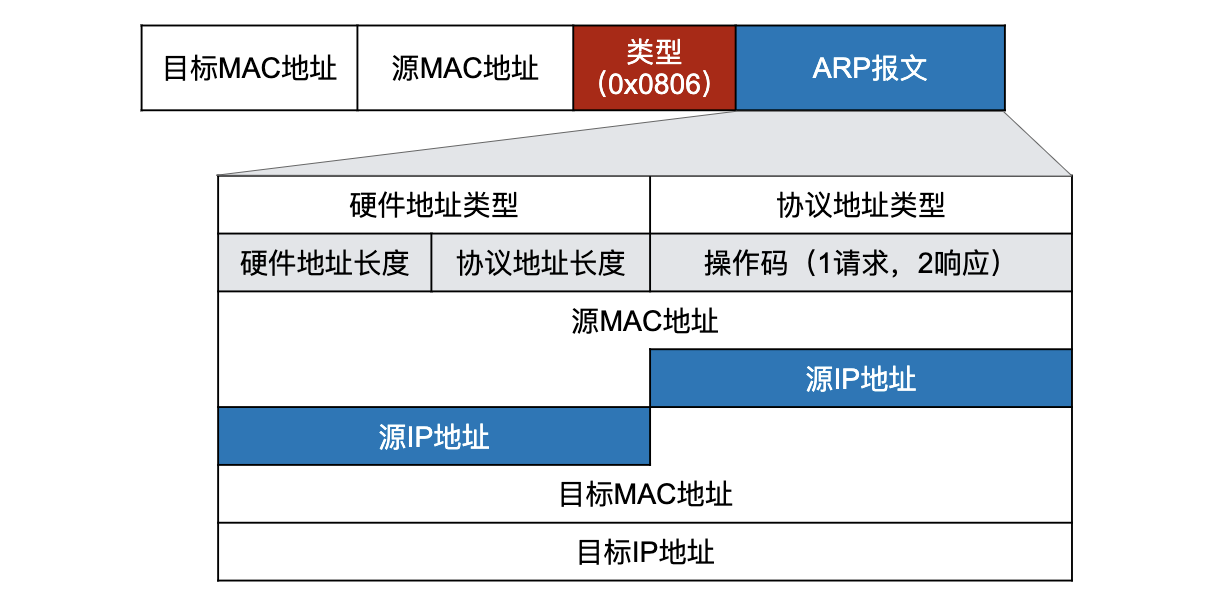 目标MAC地址
源MAC地址
类型
（0x0806）
ARP报文
硬件地址类型
协议地址类型
硬件地址长度
协议地址长度
操作码（1请求，2响应）
源MAC地址
源IP地址
源IP地址
目标MAC地址
目标IP地址